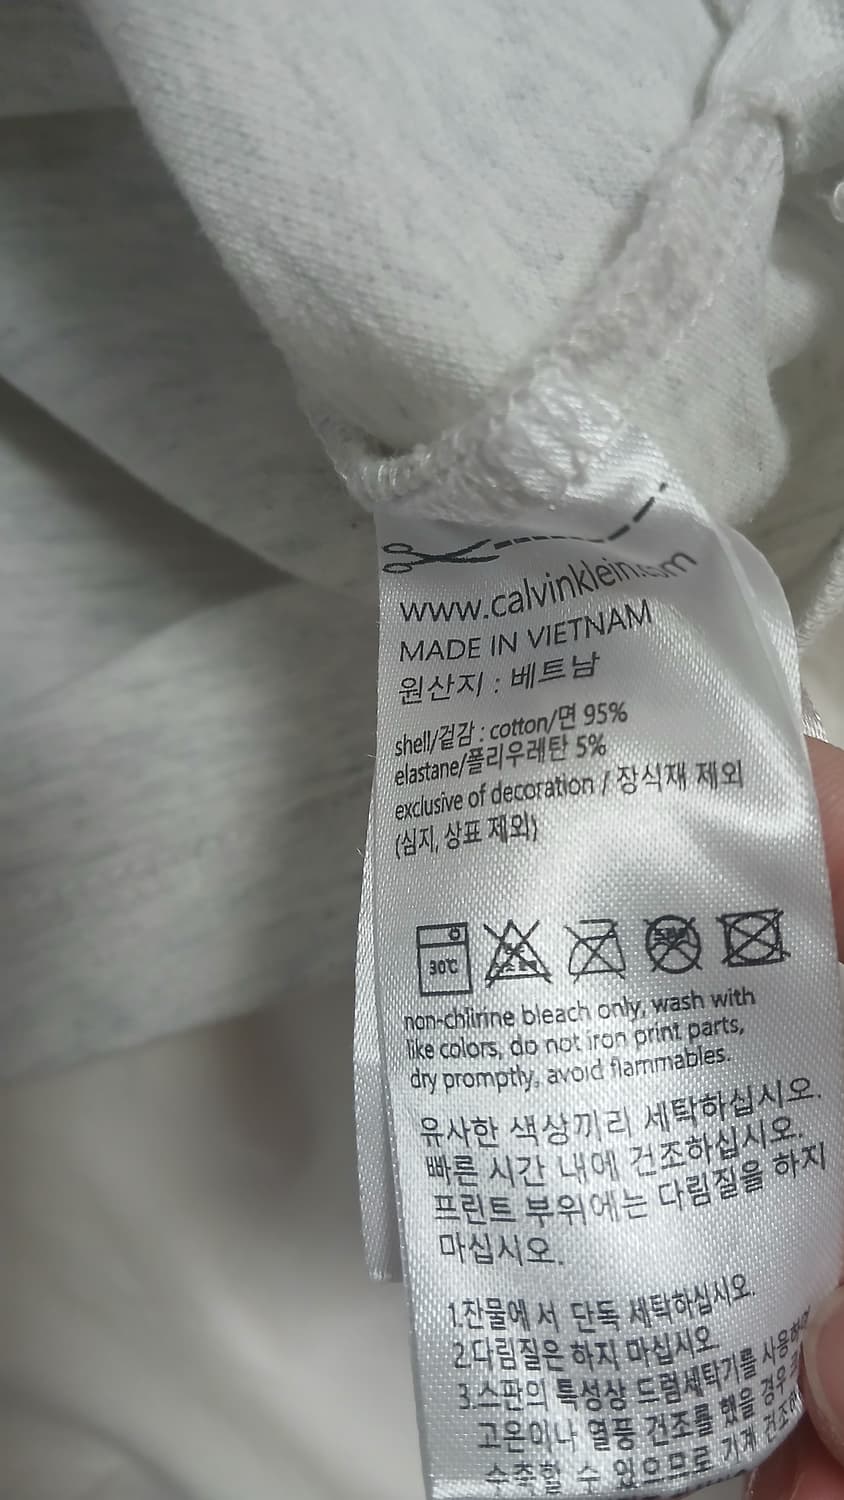 www.calvinklein.com
MADE IN VIETNAM
원산지 : 베트남
shell/겉감 : cotton/면 95%
elastane/폴리우레탄 5%
exclusive of decoration / 장식재 제외
(심지, 상표 제외)
30℃
non-chlirine bleach only, wash with
like colors, do not iron print parts,
dry promptly, avoid flammables.
유사한 색상끼리 세탁하십시오.
빠른 시간 내에 건조하십시오.
프린트 부위에는 다림질을 하지
마십시오.
1.찬물에서 단독 세탁하십시오.
2.다림질은 하지 마십시오.
3.스판의 특성상 드럼세탁기를 사용하여
고온이나 열풍 건조를 했을 경우
수축할 수 있으므로 기계 건조